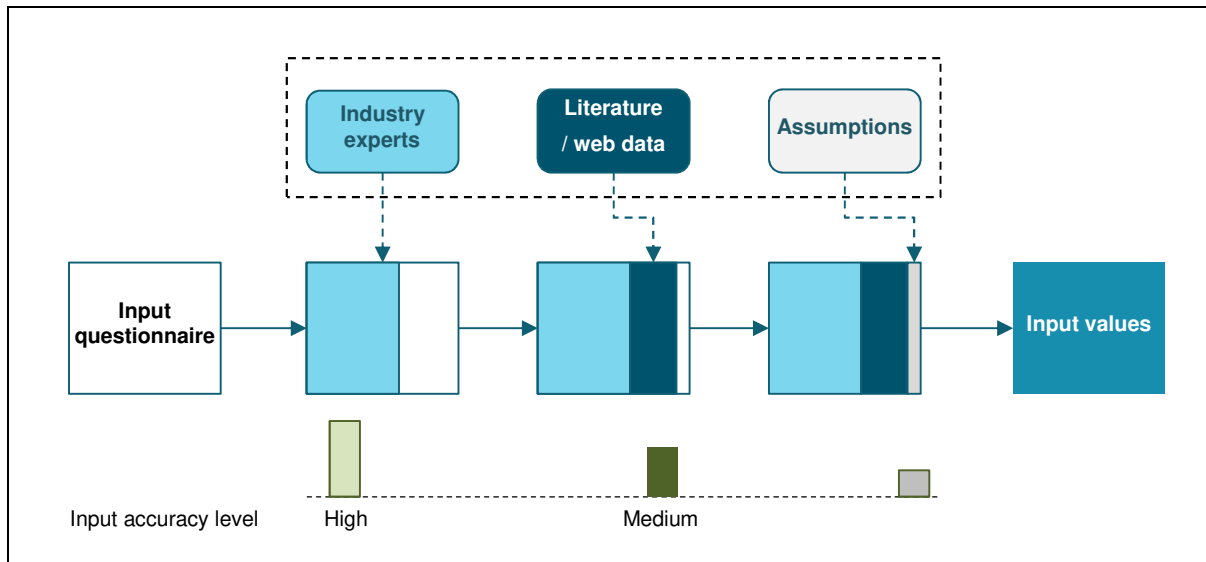 Industry
experts
Literature
/ web data
Assumptions
Input
questionnaire
Input values
Input accuracy level
High
Medium